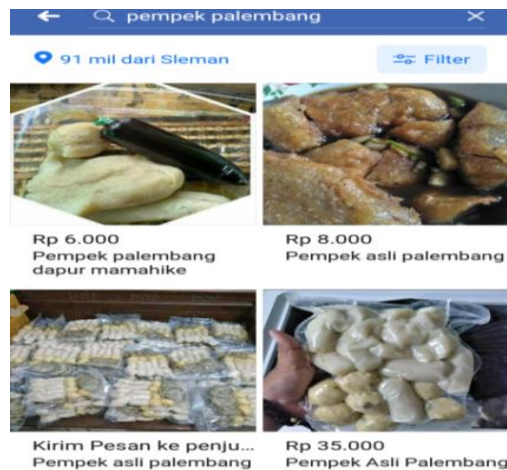 pempek palembang
91 mil dari Sleman
Filter
Rp 6.000
Pempek palembang
dapur mamahike
Rp 8.000
Pempek asli palembang
Kirim Pesan ke penju...
Pempek asli palembang
Rp 35.000
Pempek Asli Palembang